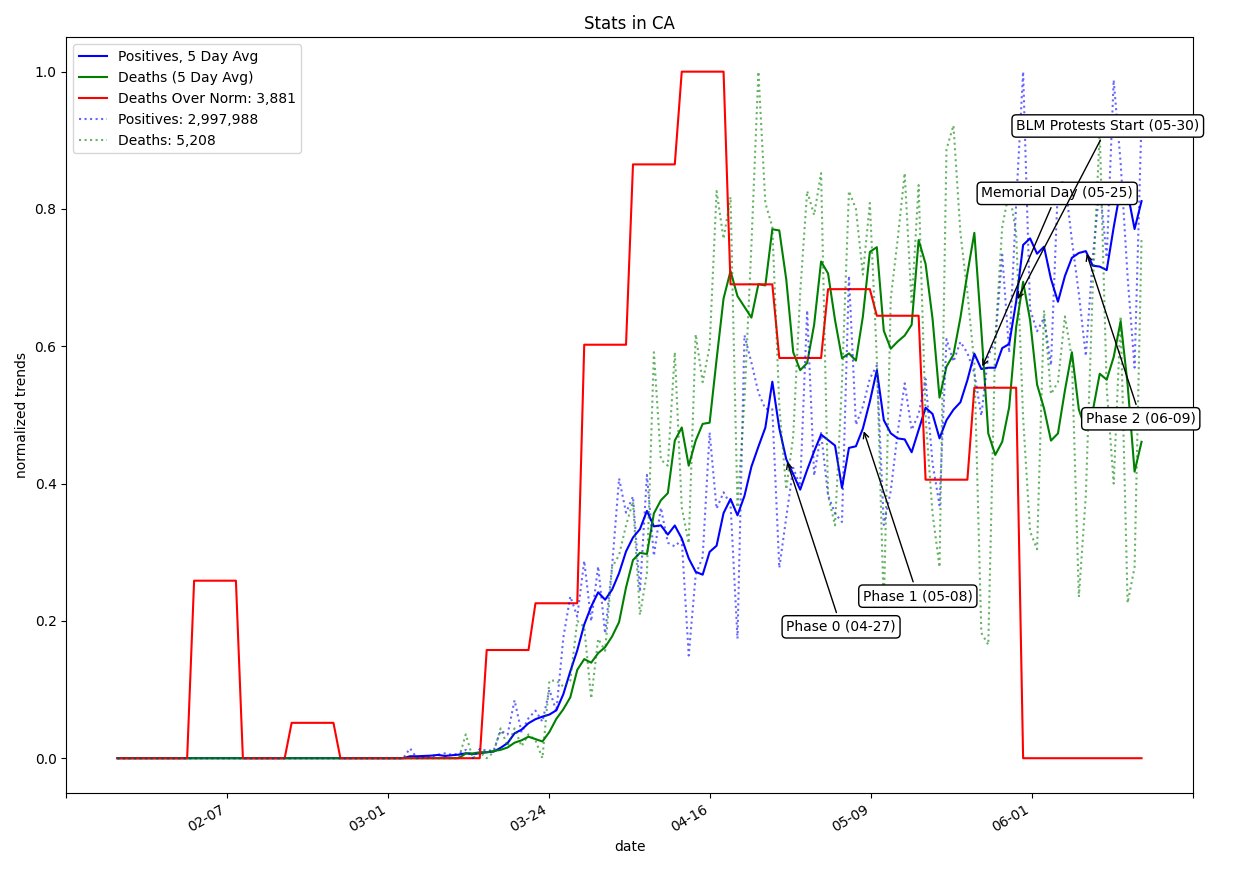 Stats in CA
Positives, 5 Day Avg
Deaths (5 Day Avg)
Deaths Over Norm: 3,881
Positives: 2,997,988
Deaths: 5,208
BLM Protests Start (05-30)
Memorial Day (05-25)
Phase 2 (06-09)
Phase 1 (05-08)
Phase 0 (04-27)
normalized trends
1.0
0.8
0.6
0.4
0.2
0.0
02-07
03-01
03-24
04-16
05-09
06-01
date